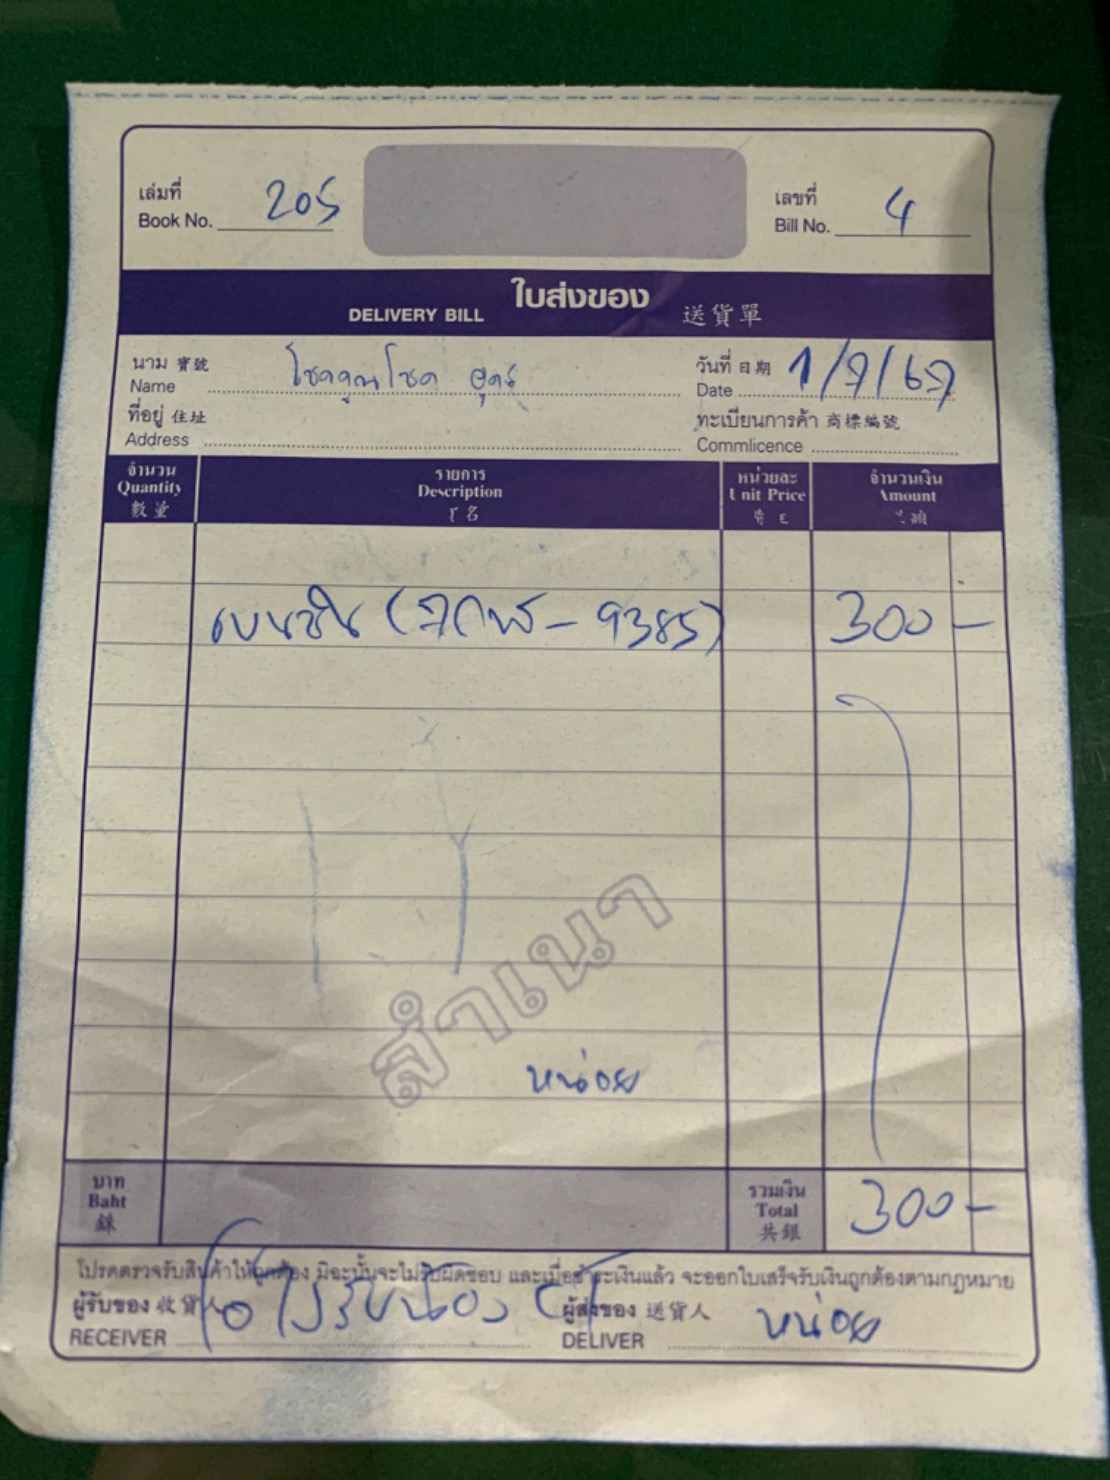 เล่มที่
Book No. 205
เลขที่
Bill No. 4
ใบส่งของ
DELIVERY BILL 送貨單
นาม 寶號
Name โชคคูณโชค อุดร
วันที่ 日期
Date 1/7/67
ที่อยู่ 住址
Address
ทะเบียนการค้า 商標編號
Commlicence
จำนวน รายการ หน่วยละ จำนวนเงิน
Quantity Description Unit Price Amount
เบนซิน ( - 9385) 300 -
สำเนา
หน่อย
บาท
Baht
รวมเงิน
Total 300 -
共銀
โปรดตรวจรับสินค้าให้ถูกต้อง มิฉะนั้นจะไม่รับผิดชอบ และเมื่อชำระเงินแล้ว จะออกใบเสร็จรับเงินถูกต้องตามกฎหมาย
ผู้รับของ 收貨人
RECEIVER
ผู้ส่งของ 送貨人
DELIVER หน่อย